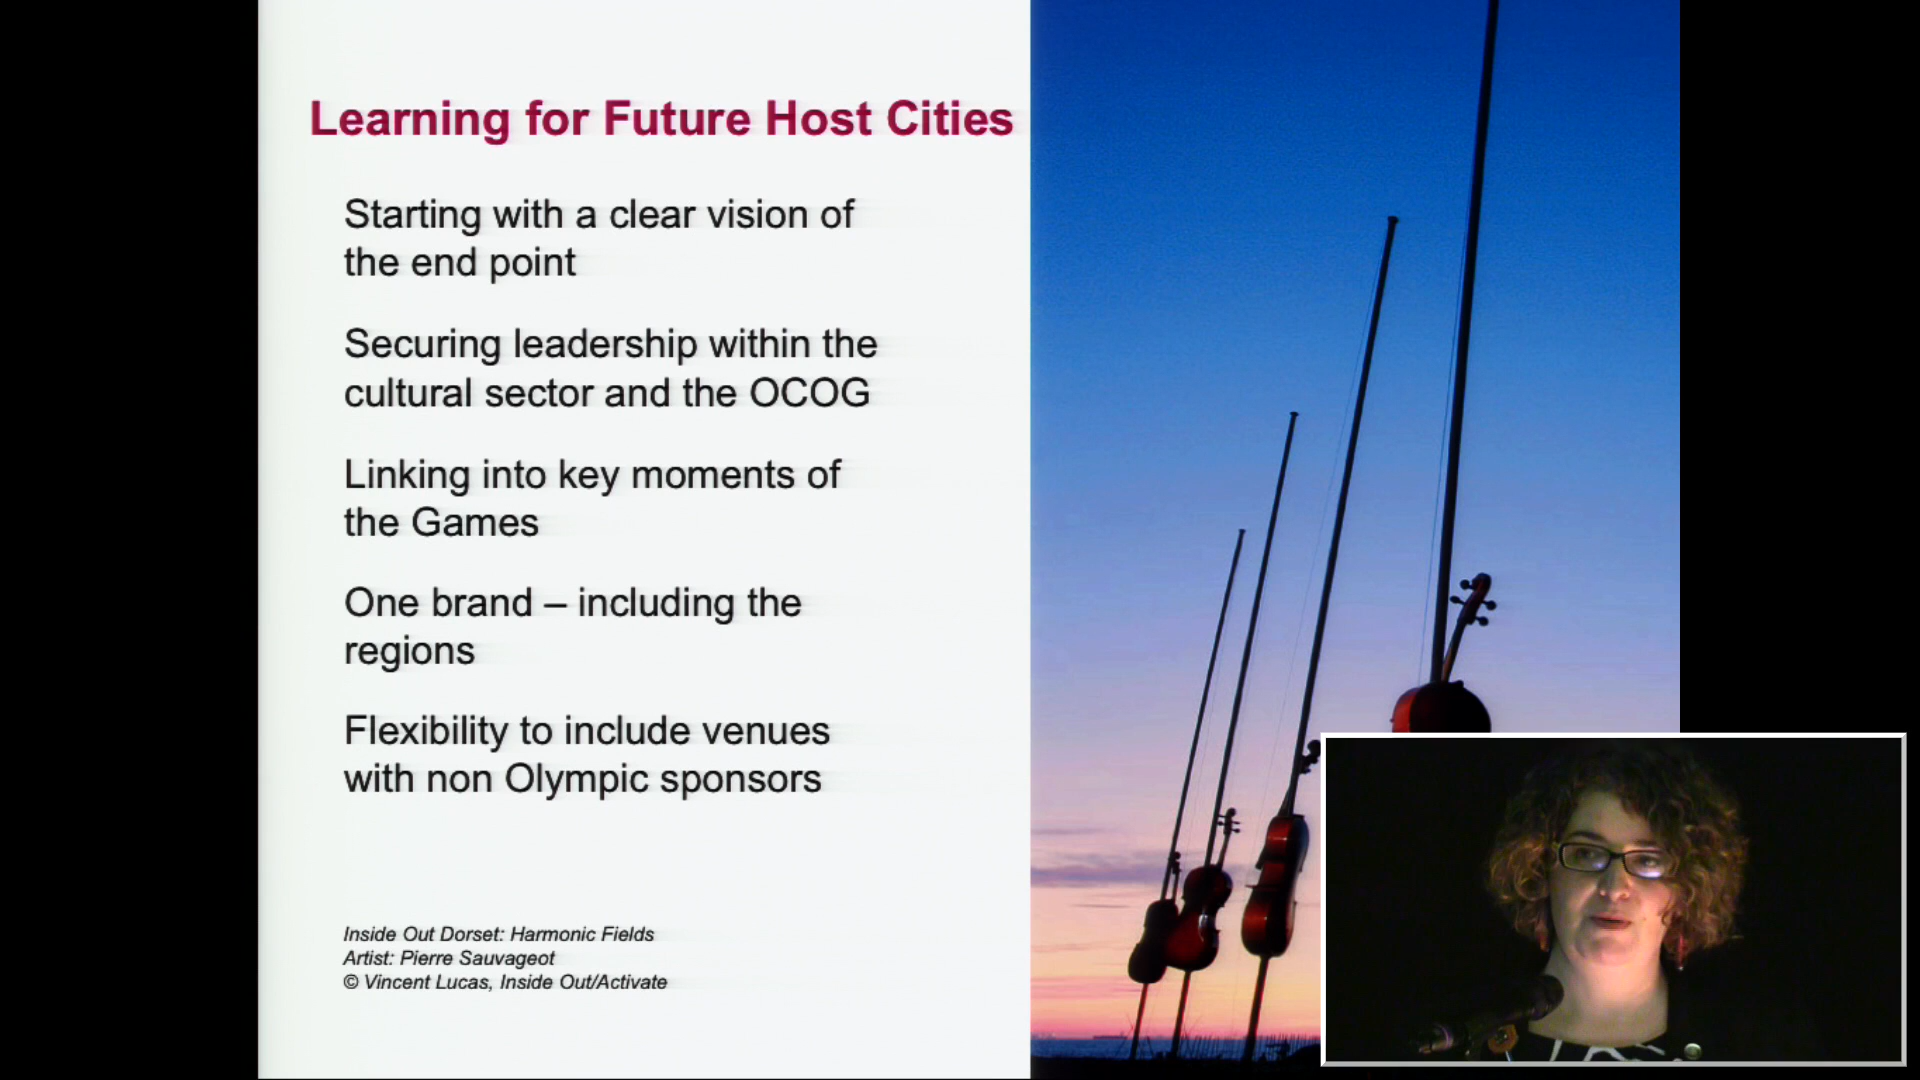 Learning for Future Host Cities
Starting with a clear vision of
the end point
Securing leadership within the
cultural sector and the OCOG
Linking into key moments of
the Games
One brand – including the
regions
Flexibility to include venues
with non Olympic sponsors
Inside Out Dorset: Harmonic Fields
Artist: Pierre Sauvageot
© Vincent Lucas, Inside Out/Activate